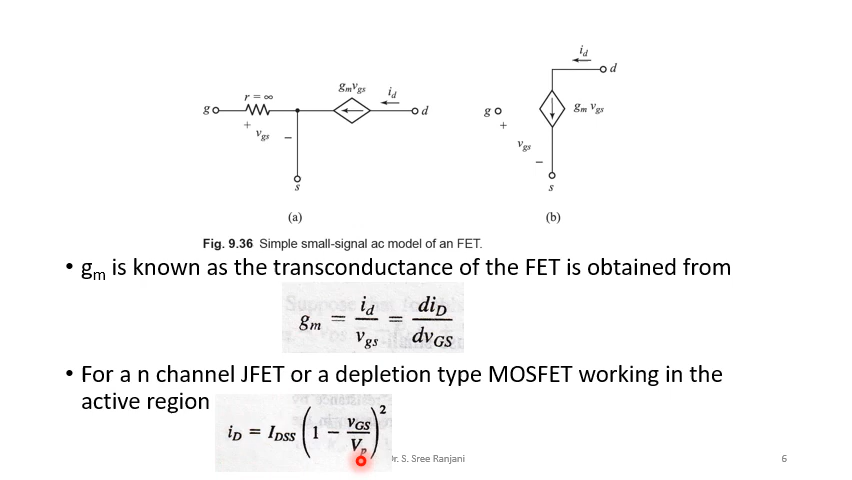 i_d
d
g_m v_gs
i_d
r = ∞
g
d
g
g_m v_gs
+
v_gs
−
+
v_gs
−
s
s
(a)
(b)
Fig. 9.36 Simple small-signal ac model of an FET.
• g_m is known as the transconductance of the FET is obtained from
g_m = i_d / v_gs = di_D / dv_GS
• For a n channel JFET or a depletion type MOSFET working in the
active region
i_D = I_DSS (1 − v_GS / V_p)^2
r. S. Sree Ranjani
6